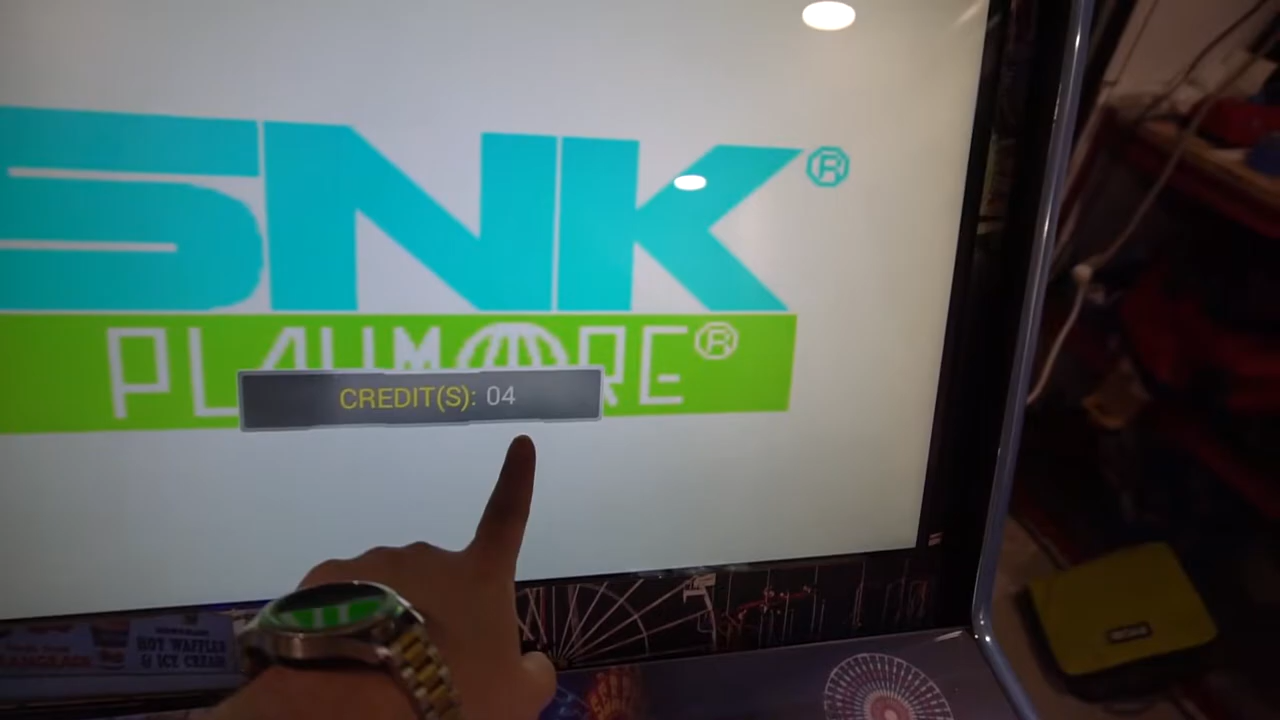 SNK®
PLAYMORE®
CREDIT(S): 04
HOT WAFFLES
& ICE CREAM